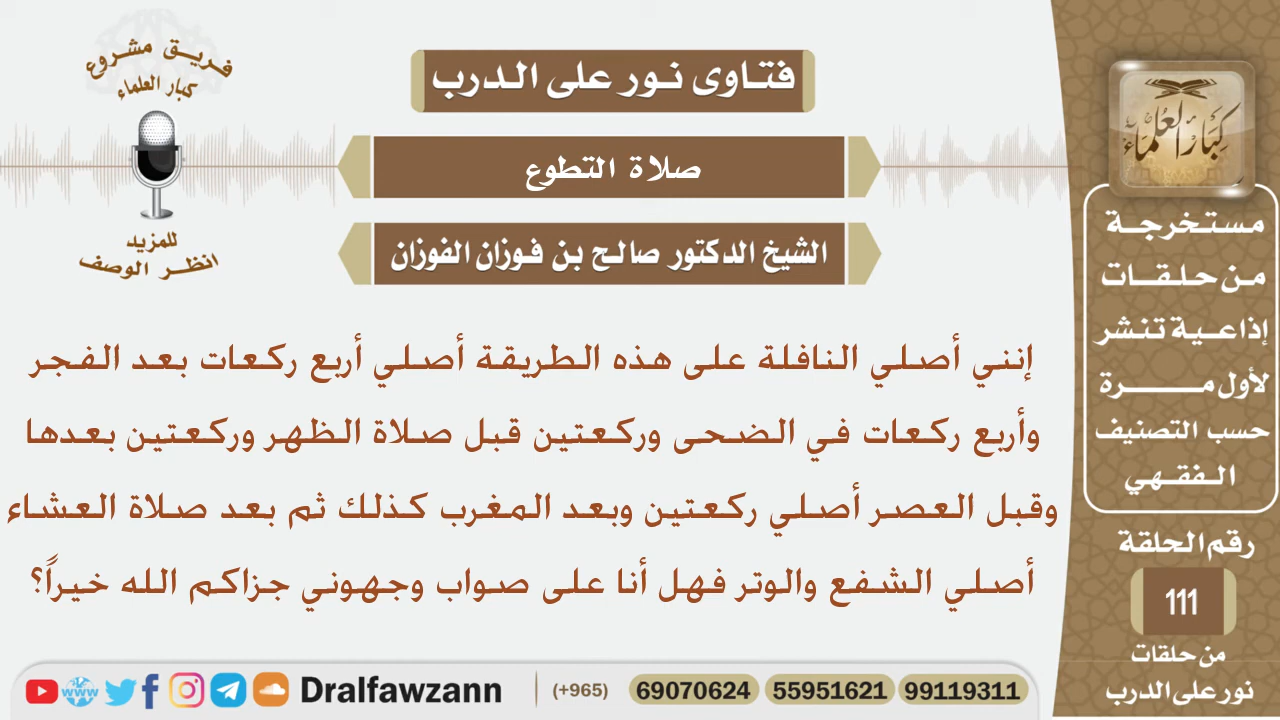 فريق مشروع
كبار العلماء
للمزيد
انظر الوصف
فتاوى نور على الدرب
صلاة التطوع
الشيخ الدكتور صالح بن فوزان الفوزان
إنني أصلي النافلة على هذه الطريقة أصلي أربع ركعات بعد الفجر
وأربع ركعات في الضحى وركعتين قبل صلاة الظهر وركعتين بعدها
وقبل العصر أصلي ركعتين وبعد المغرب كذلك ثم بعد صلاة العشاء
أصلي الشفع والوتر فهل أنا على صواب وجهوني جزاكم الله خيراً؟
كبار العلماء
مستخرجة
من حلقات
إذاعية تنشر
لأول مرة
حسب التصنيف
الفقهي
رقم الحلقة
111
من حلقات
نور على الدرب
www Dralfawzann (+965) 69070624 55951621 99119311